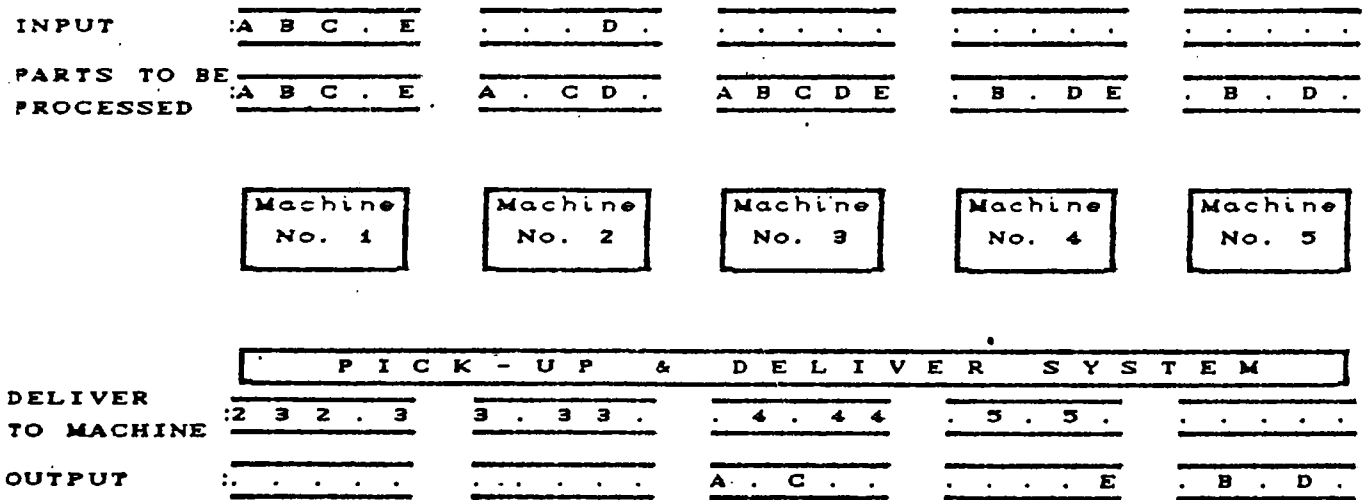 INPUT :A B C . E . . . D . . . . . . . . . . . . . . . .
PARTS TO BE
PROCESSED :A B C . E A . C D . A B C D E . B . D E . B . D .
Machine Machine Machine Machine Machine
No. 1 No. 2 No. 3 No. 4 No. 5
PICK-UP & DELIVER SYSTEM
DELIVER
TO MACHINE :2 3 2 . 3 3 . 3 3 . . 4 . 4 4 . 5 . 5 . . . . . .
OUTPUT :. . . . . . . . . . A . C . . . . . . E . B . D .